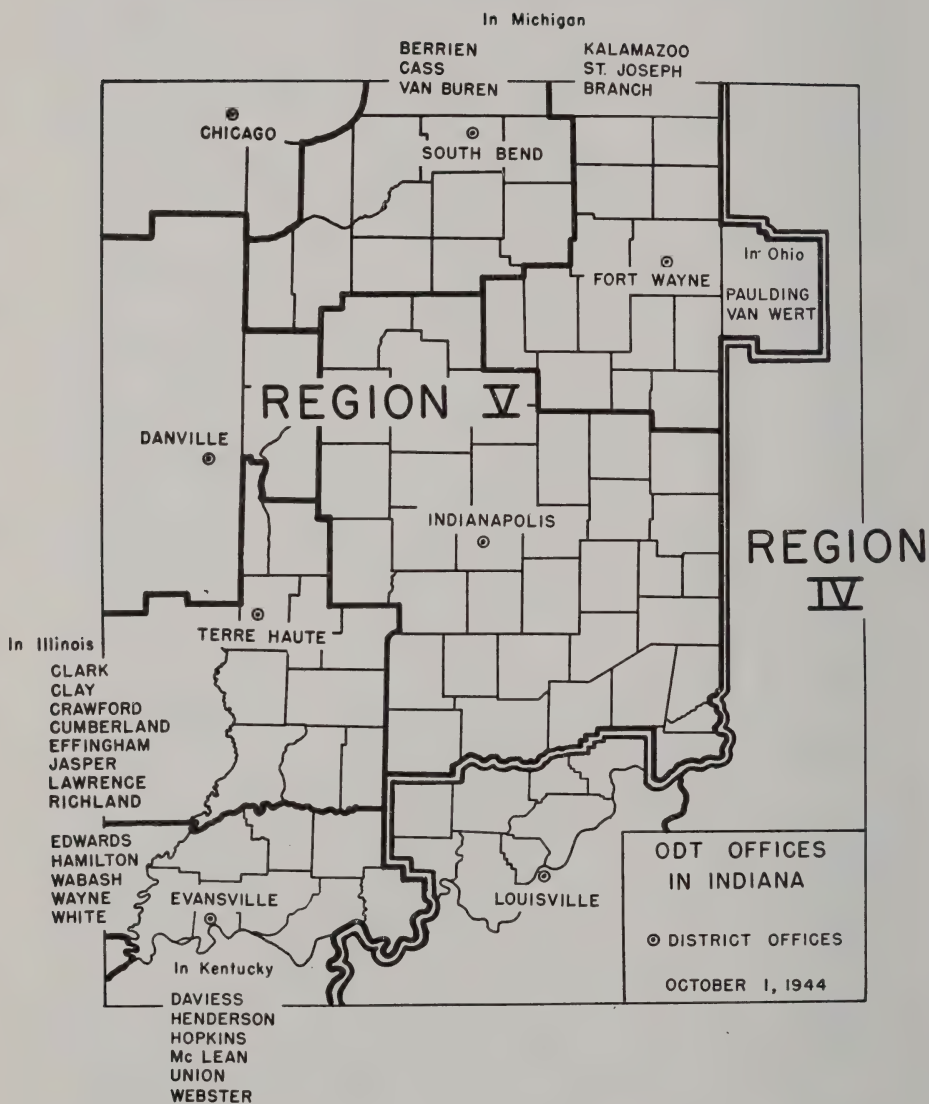 In Michigan
BERRIEN
CASS
VAN BUREN
KALAMAZOO
ST. JOSEPH
BRANCH
CHICAGO
SOUTH BEND
In Ohio
FORT WAYNE
PAULDING
VAN WERT
REGION V
DANVILLE
INDIANAPOLIS
REGION
IV
TERRE HAUTE
In Illinois
CLARK
CLAY
CRAWFORD
CUMBERLAND
EFFINGHAM
JASPER
LAWRENCE
RICHLAND
EDWARDS
HAMILTON
WABASH
WAYNE
WHITE
EVANSVILLE
LOUISVILLE
In Kentucky
DAVIESS
HENDERSON
HOPKINS
Mc LEAN
UNION
WEBSTER
ODT OFFICES
IN INDIANA
DISTRICT OFFICES
OCTOBER 1, 1944